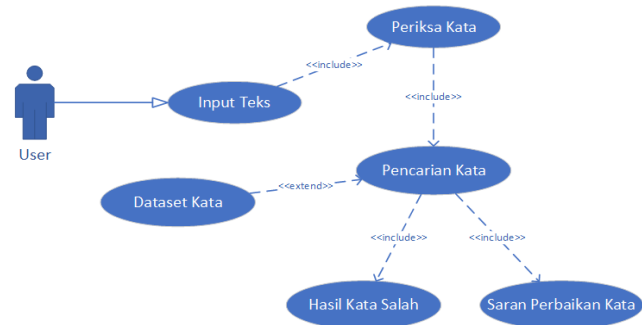 Periksa Kata
<<include>>
Input Teks
<<include>>
User
Pencarian Kata
Dataset Kata
<<extend>>
<<include>>
<<include>>
Hasil Kata Salah
Saran Perbaikan Kata